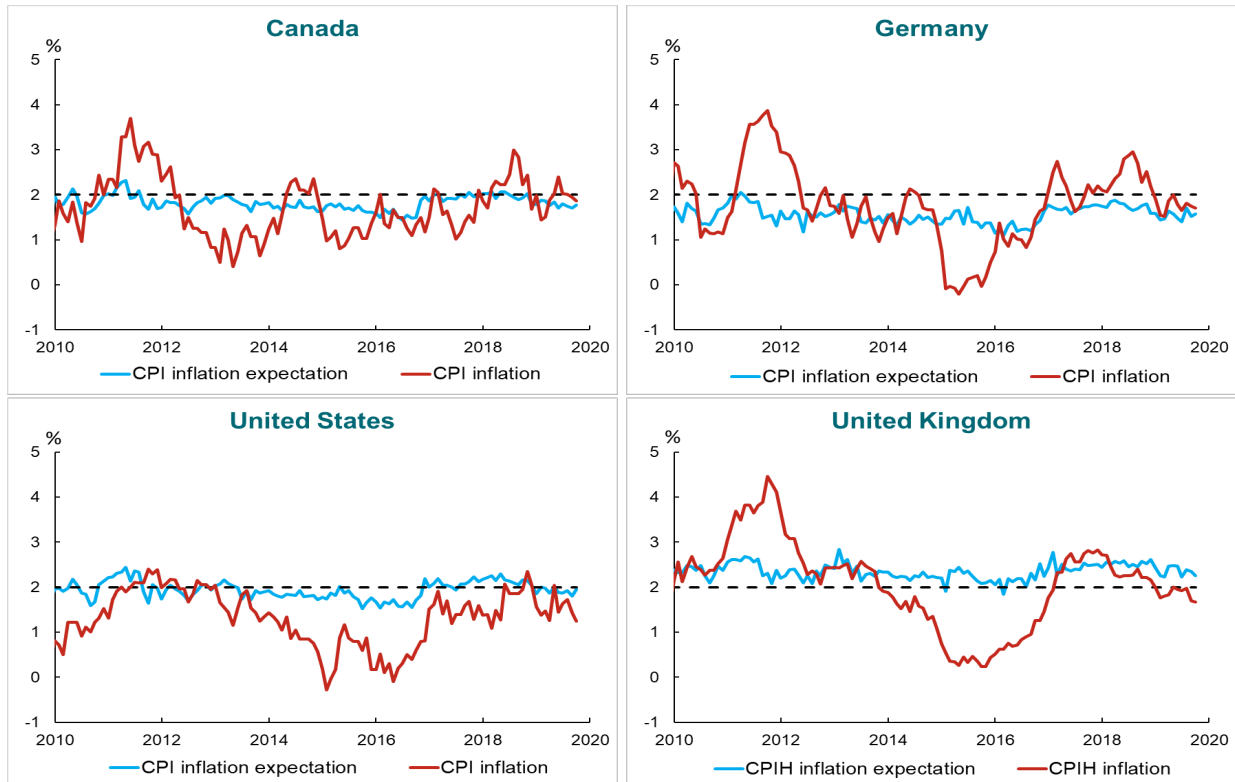 Canada
%
5
4
3
2
1
0
-1
2010 2012 2014 2016 2018 2020
CPI inflation expectation CPI inflation
Germany
%
5
4
3
2
1
0
-1
2010 2012 2014 2016 2018 2020
CPI inflation expectation CPI inflation
United States
%
5
4
3
2
1
0
-1
2010 2012 2014 2016 2018 2020
CPI inflation expectation CPI inflation
United Kingdom
%
5
4
3
2
1
0
-1
2010 2012 2014 2016 2018 2020
CPIH inflation expectation CPIH inflation